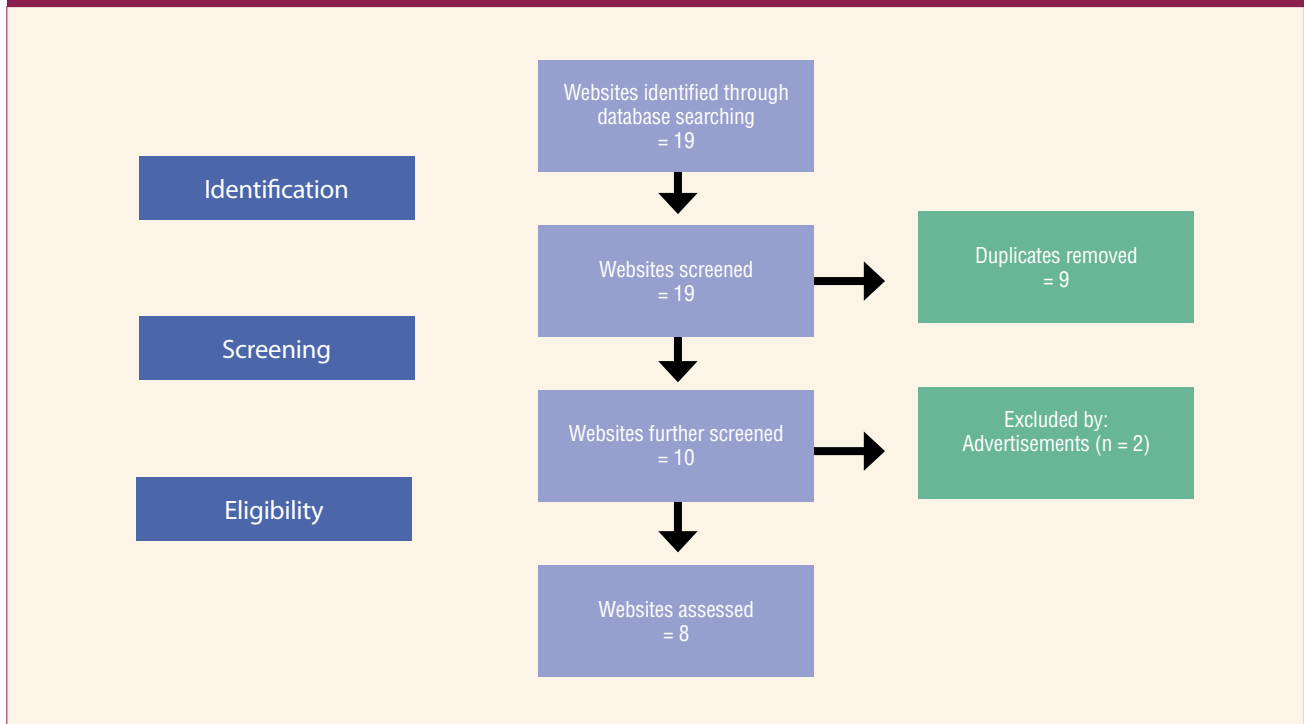 Identification
Screening
Eligibility
Websites identified through
database searching
= 19
Websites screened
= 19
Duplicates removed
= 9
Websites further screened
= 10
Excluded by:
Advertisements (n = 2)
Websites assessed
= 8